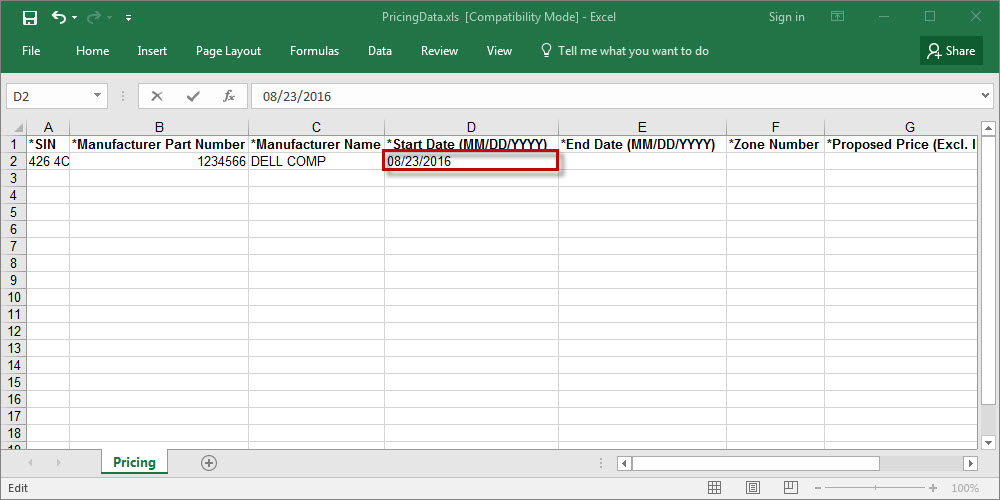 PricingData.xls [Compatibility Mode] - Excel
Sign in
File Home Insert Page Layout Formulas Data Review View Tell me what you want to do Share
D2 fx 08/23/2016
A B C D E F G
1 *SIN *Manufacturer Part Number *Manufacturer Name *Start Date (MM/DD/YYYY) *End Date (MM/DD/YYYY) *Zone Number *Proposed Price (Excl. I
2 426 4C 1234566 DELL COMP 08/23/2016
3
4
5
6
7
8
9
10
11
12
13
14
15
16
17
18
Pricing
Edit 100%